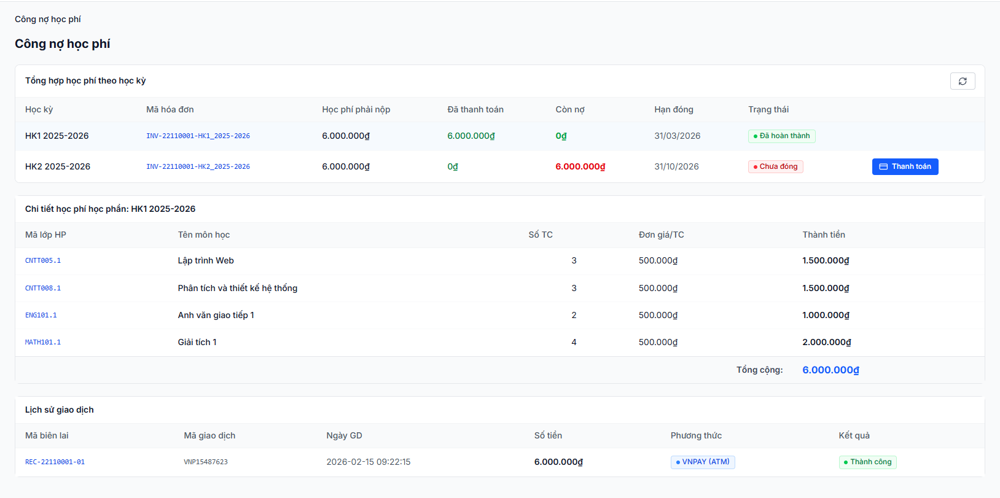 Công nợ học phí
Công nợ học phí
Tổng hợp học phí theo học kỳ
Học kỳ Mã hóa đơn Học phí phải nộp Đã thanh toán Còn nợ Hạn đóng Trạng thái
HK1 2025-2026 INV-22110001-HK1_2025-2026 6.000.000₫ 6.000.000₫ 0₫ 31/03/2026 Đã hoàn thành
HK2 2025-2026 INV-22110001-HK2_2025-2026 6.000.000₫ 0₫ 6.000.000₫ 31/10/2026 Chưa đóng Thanh toán
Chi tiết học phí học phần: HK1 2025-2026
Mã lớp HP Tên môn học Số TC Đơn giá/TC Thành tiền
CNTT005.1 Lập trình Web 3 500.000₫ 1.500.000₫
CNTT008.1 Phân tích và thiết kế hệ thống 3 500.000₫ 1.500.000₫
ENG101.1 Anh văn giao tiếp 1 2 500.000₫ 1.000.000₫
MATH101.1 Giải tích 1 4 500.000₫ 2.000.000₫
Tổng cộng: 6.000.000₫
Lịch sử giao dịch
Mã biên lai Mã giao dịch Ngày GD Số tiền Phương thức Kết quả
REC-22110001-01 VNP15487623 2026-02-15 09:22:15 6.000.000₫ VNPAY (ATM) Thành công